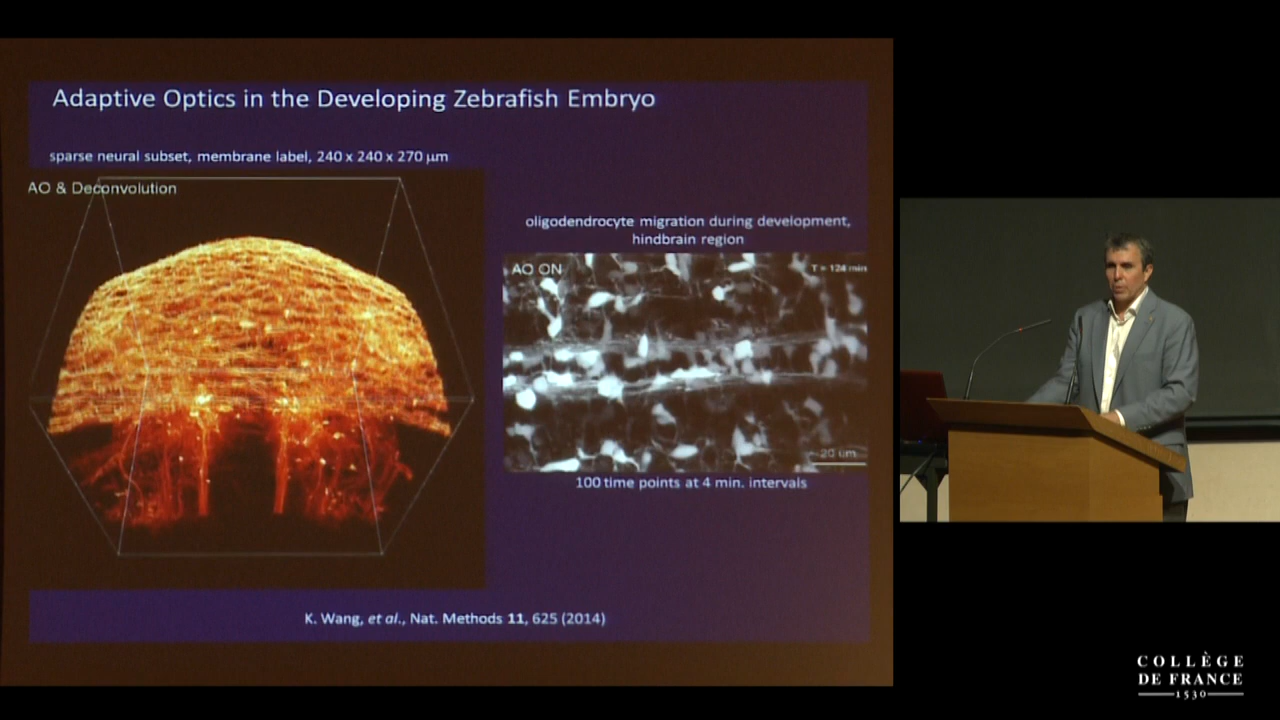 Adaptive Optics in the Developing Zebrafish Embryo
sparse neural subset, membrane label, 240 x 240 x 270 µm
AO & Deconvolution
oligodendrocyte migration during development,
hindbrain region
AO ON
T = 124 min
20 um
100 time points at 4 min. intervals
K. Wang, et al., Nat. Methods 11, 625 (2014)
COLLÈGE
DE FRANCE
1530